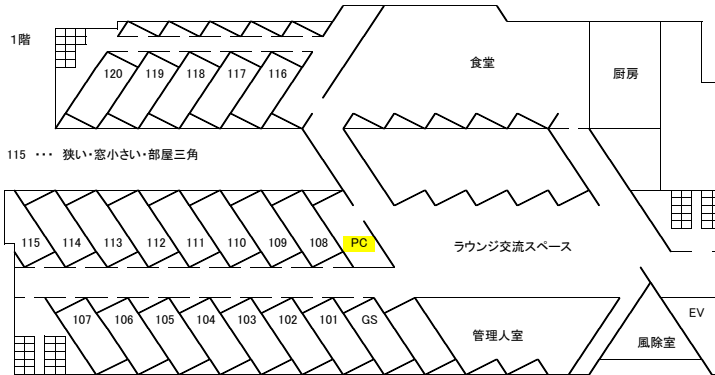 1階
120 119 118 117 116
食堂
厨房
115 ・・・ 狭い・窓小さい・部屋三角
115 114 113 112 111 110 109 108 PC
ラウンジ交流スペース
107 106 105 104 103 102 101 GS
管理人室
風除室
EV